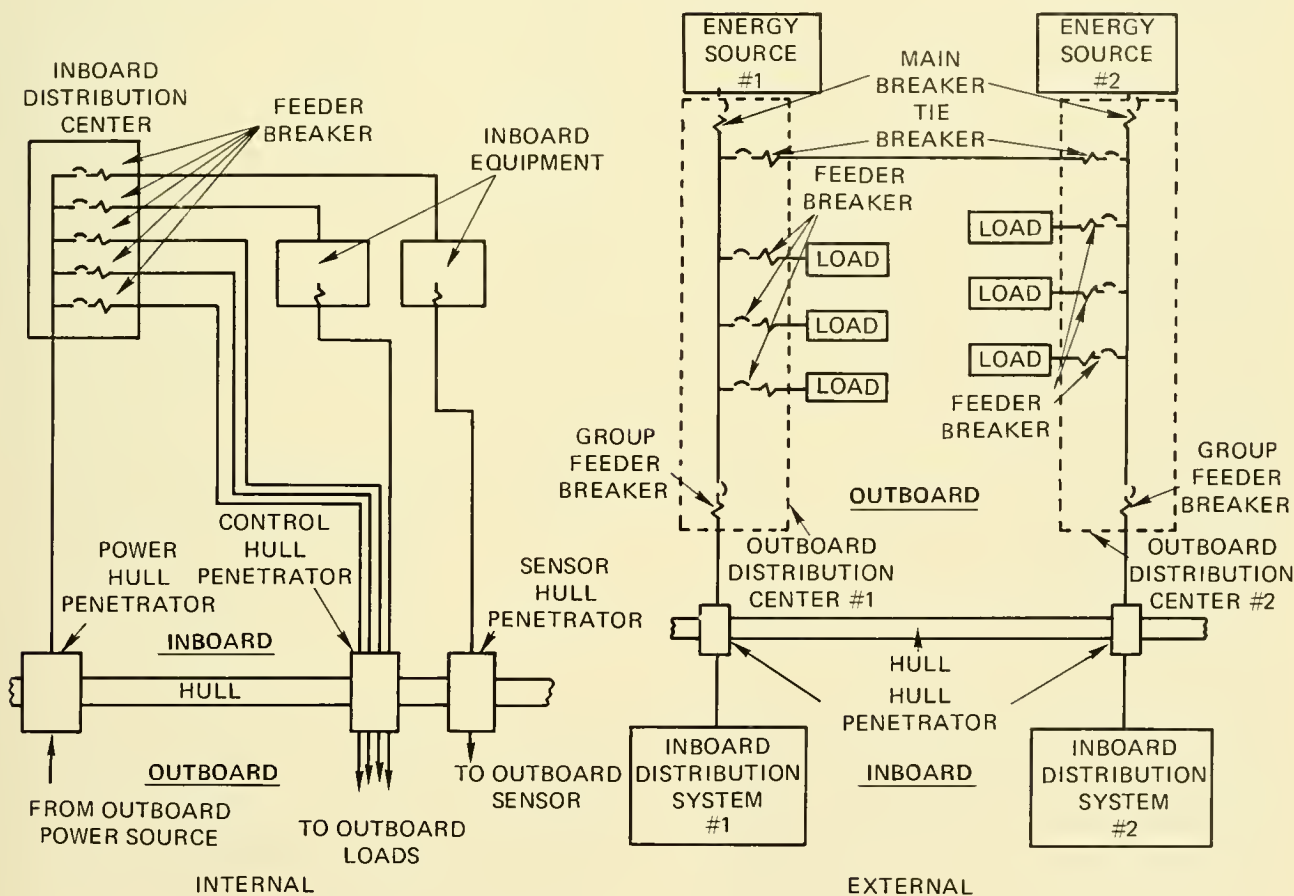 INBOARD
DISTRIBUTION
CENTER
FEEDER
BREAKER
INBOARD
EQUIPMENT
CONTROL
HULL
PENETRATOR
POWER
HULL
PENETRATOR
SENSOR
HULL
PENETRATOR
INBOARD
HULL
OUTBOARD
FROM OUTBOARD
POWER SOURCE
TO OUTBOARD
LOADS
TO OUTBOARD
SENSOR
INTERNAL
ENERGY
SOURCE
#1
ENERGY
SOURCE
#2
MAIN
BREAKER
TIE
BREAKER
FEEDER
BREAKER
LOAD
LOAD
LOAD
LOAD
LOAD
LOAD
FEEDER
BREAKER
GROUP
FEEDER
BREAKER
GROUP
FEEDER
BREAKER
OUTBOARD
OUTBOARD
DISTRIBUTION
CENTER #1
OUTBOARD
DISTRIBUTION
CENTER #2
HULL
HULL
PENETRATOR
INBOARD
DISTRIBUTION
SYSTEM
#1
INBOARD
INBOARD
DISTRIBUTION
SYSTEM
#2
EXTERNAL